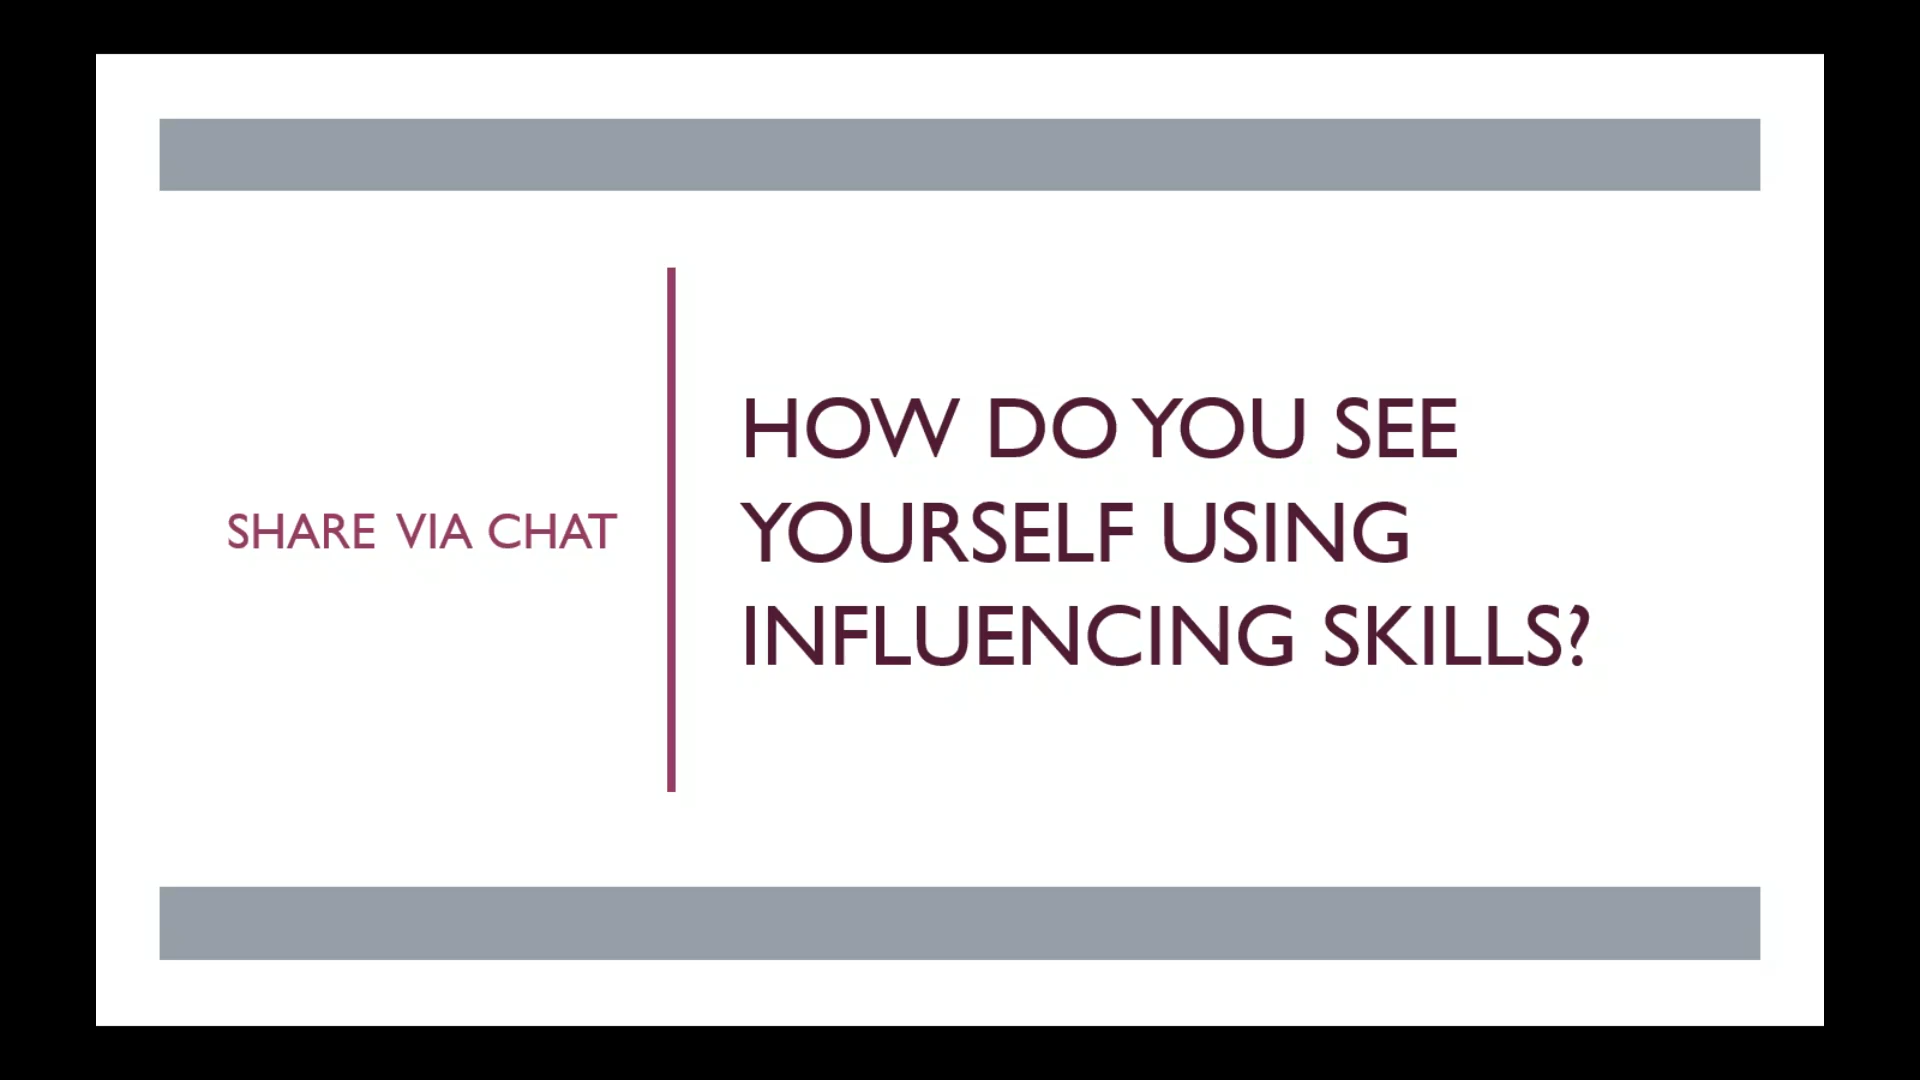 SHARE VIA CHAT
HOW DO YOU SEE
YOURSELF USING
INFLUENCING SKILLS?